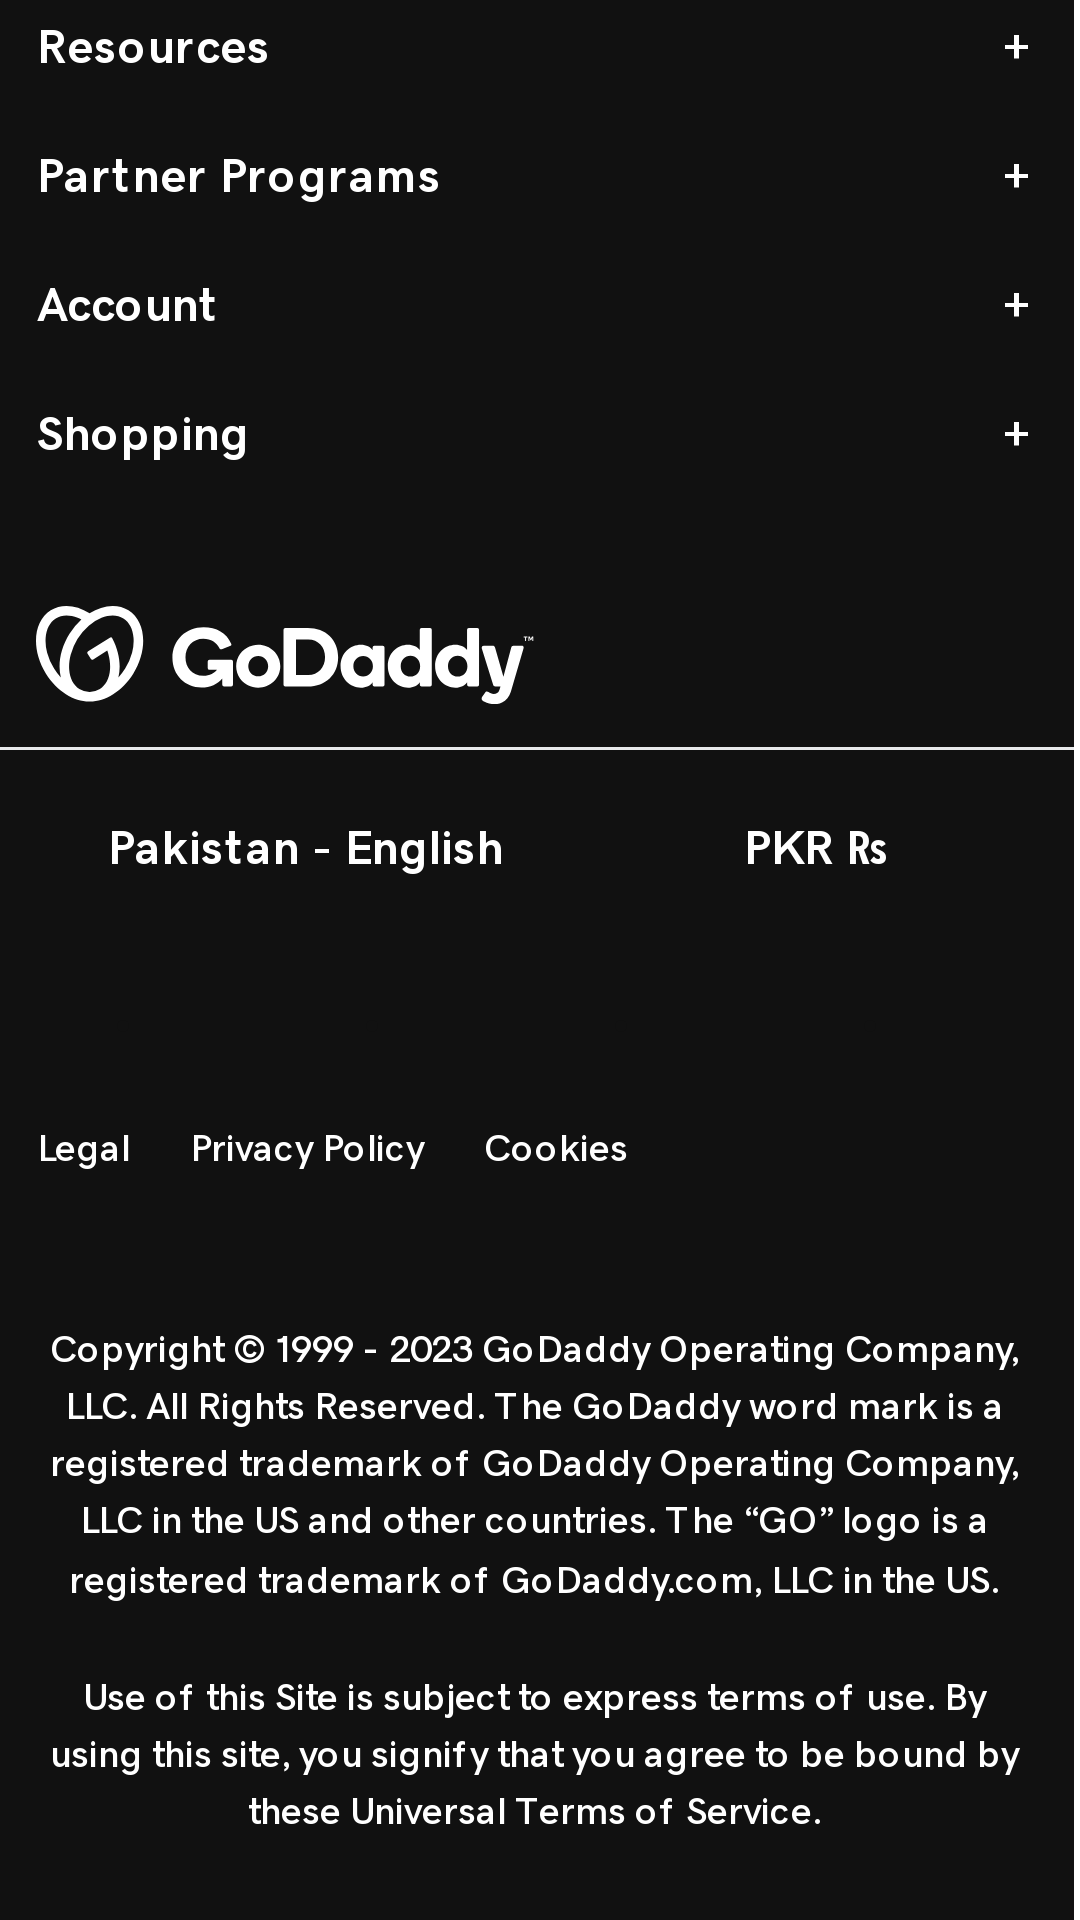 Resources +
Partner Programs +
Account +
Shopping +
GoDaddy™
Pakistan - English PKR ₨
Legal Privacy Policy Cookies
Copyright © 1999 - 2023 GoDaddy Operating Company,
LLC. All Rights Reserved. The GoDaddy word mark is a
registered trademark of GoDaddy Operating Company,
LLC in the US and other countries. The “GO” logo is a
registered trademark of GoDaddy.com, LLC in the US.
Use of this Site is subject to express terms of use. By
using this site, you signify that you agree to be bound by
these Universal Terms of Service.